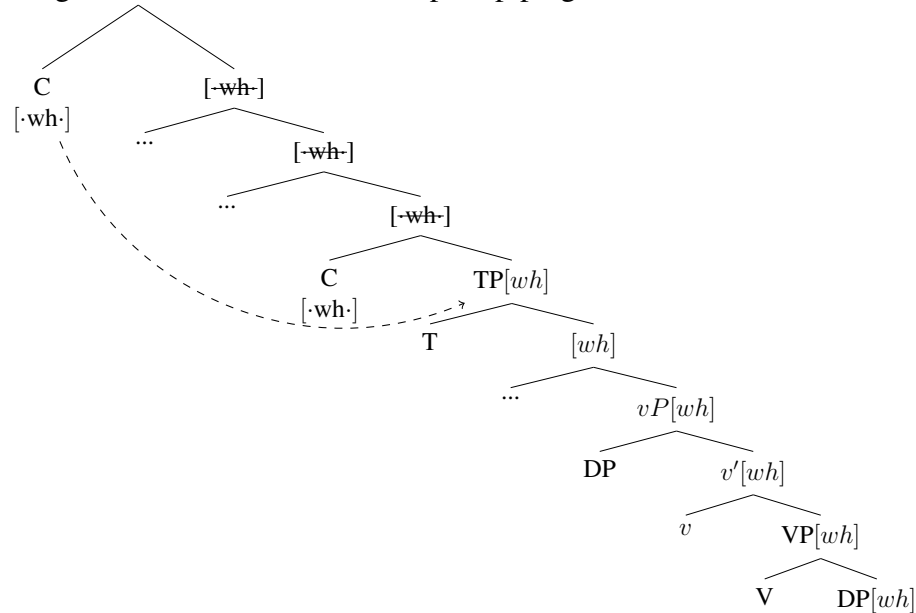 C
[·wh·]
[·wh·]
...
[·wh·]
...
[·wh·]
C
[·wh·]
TP[wh]
T
[wh]
...
vP[wh]
DP
v′[wh]
v
VP[wh]
V
DP[wh]